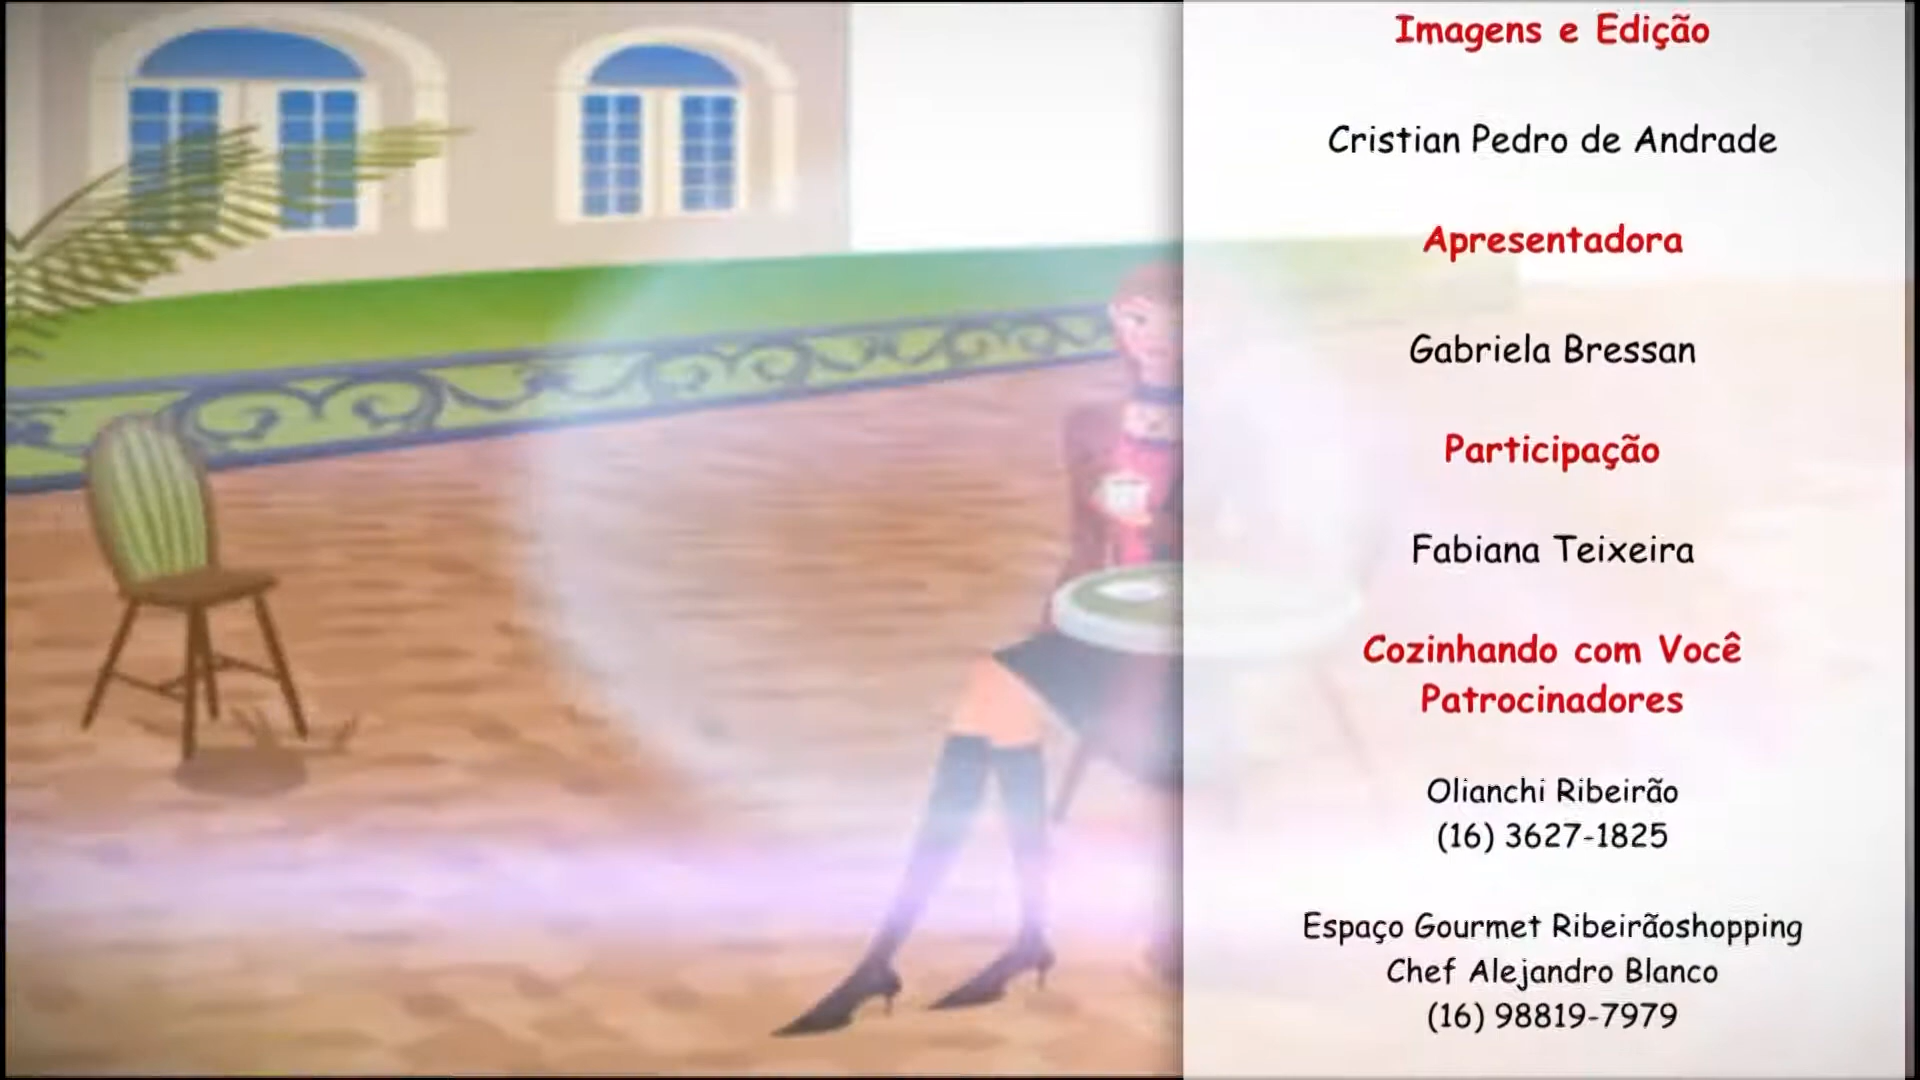 Imagens e Edição
Cristian Pedro de Andrade
Apresentadora
Gabriela Bressan
Participação
Fabiana Teixeira
Cozinhando com Você
Patrocinadores
Olianchi Ribeirão
(16) 3627-1825
Espaço Gourmet Ribeirãoshopping
Chef Alejandro Blanco
(16) 98819-7979